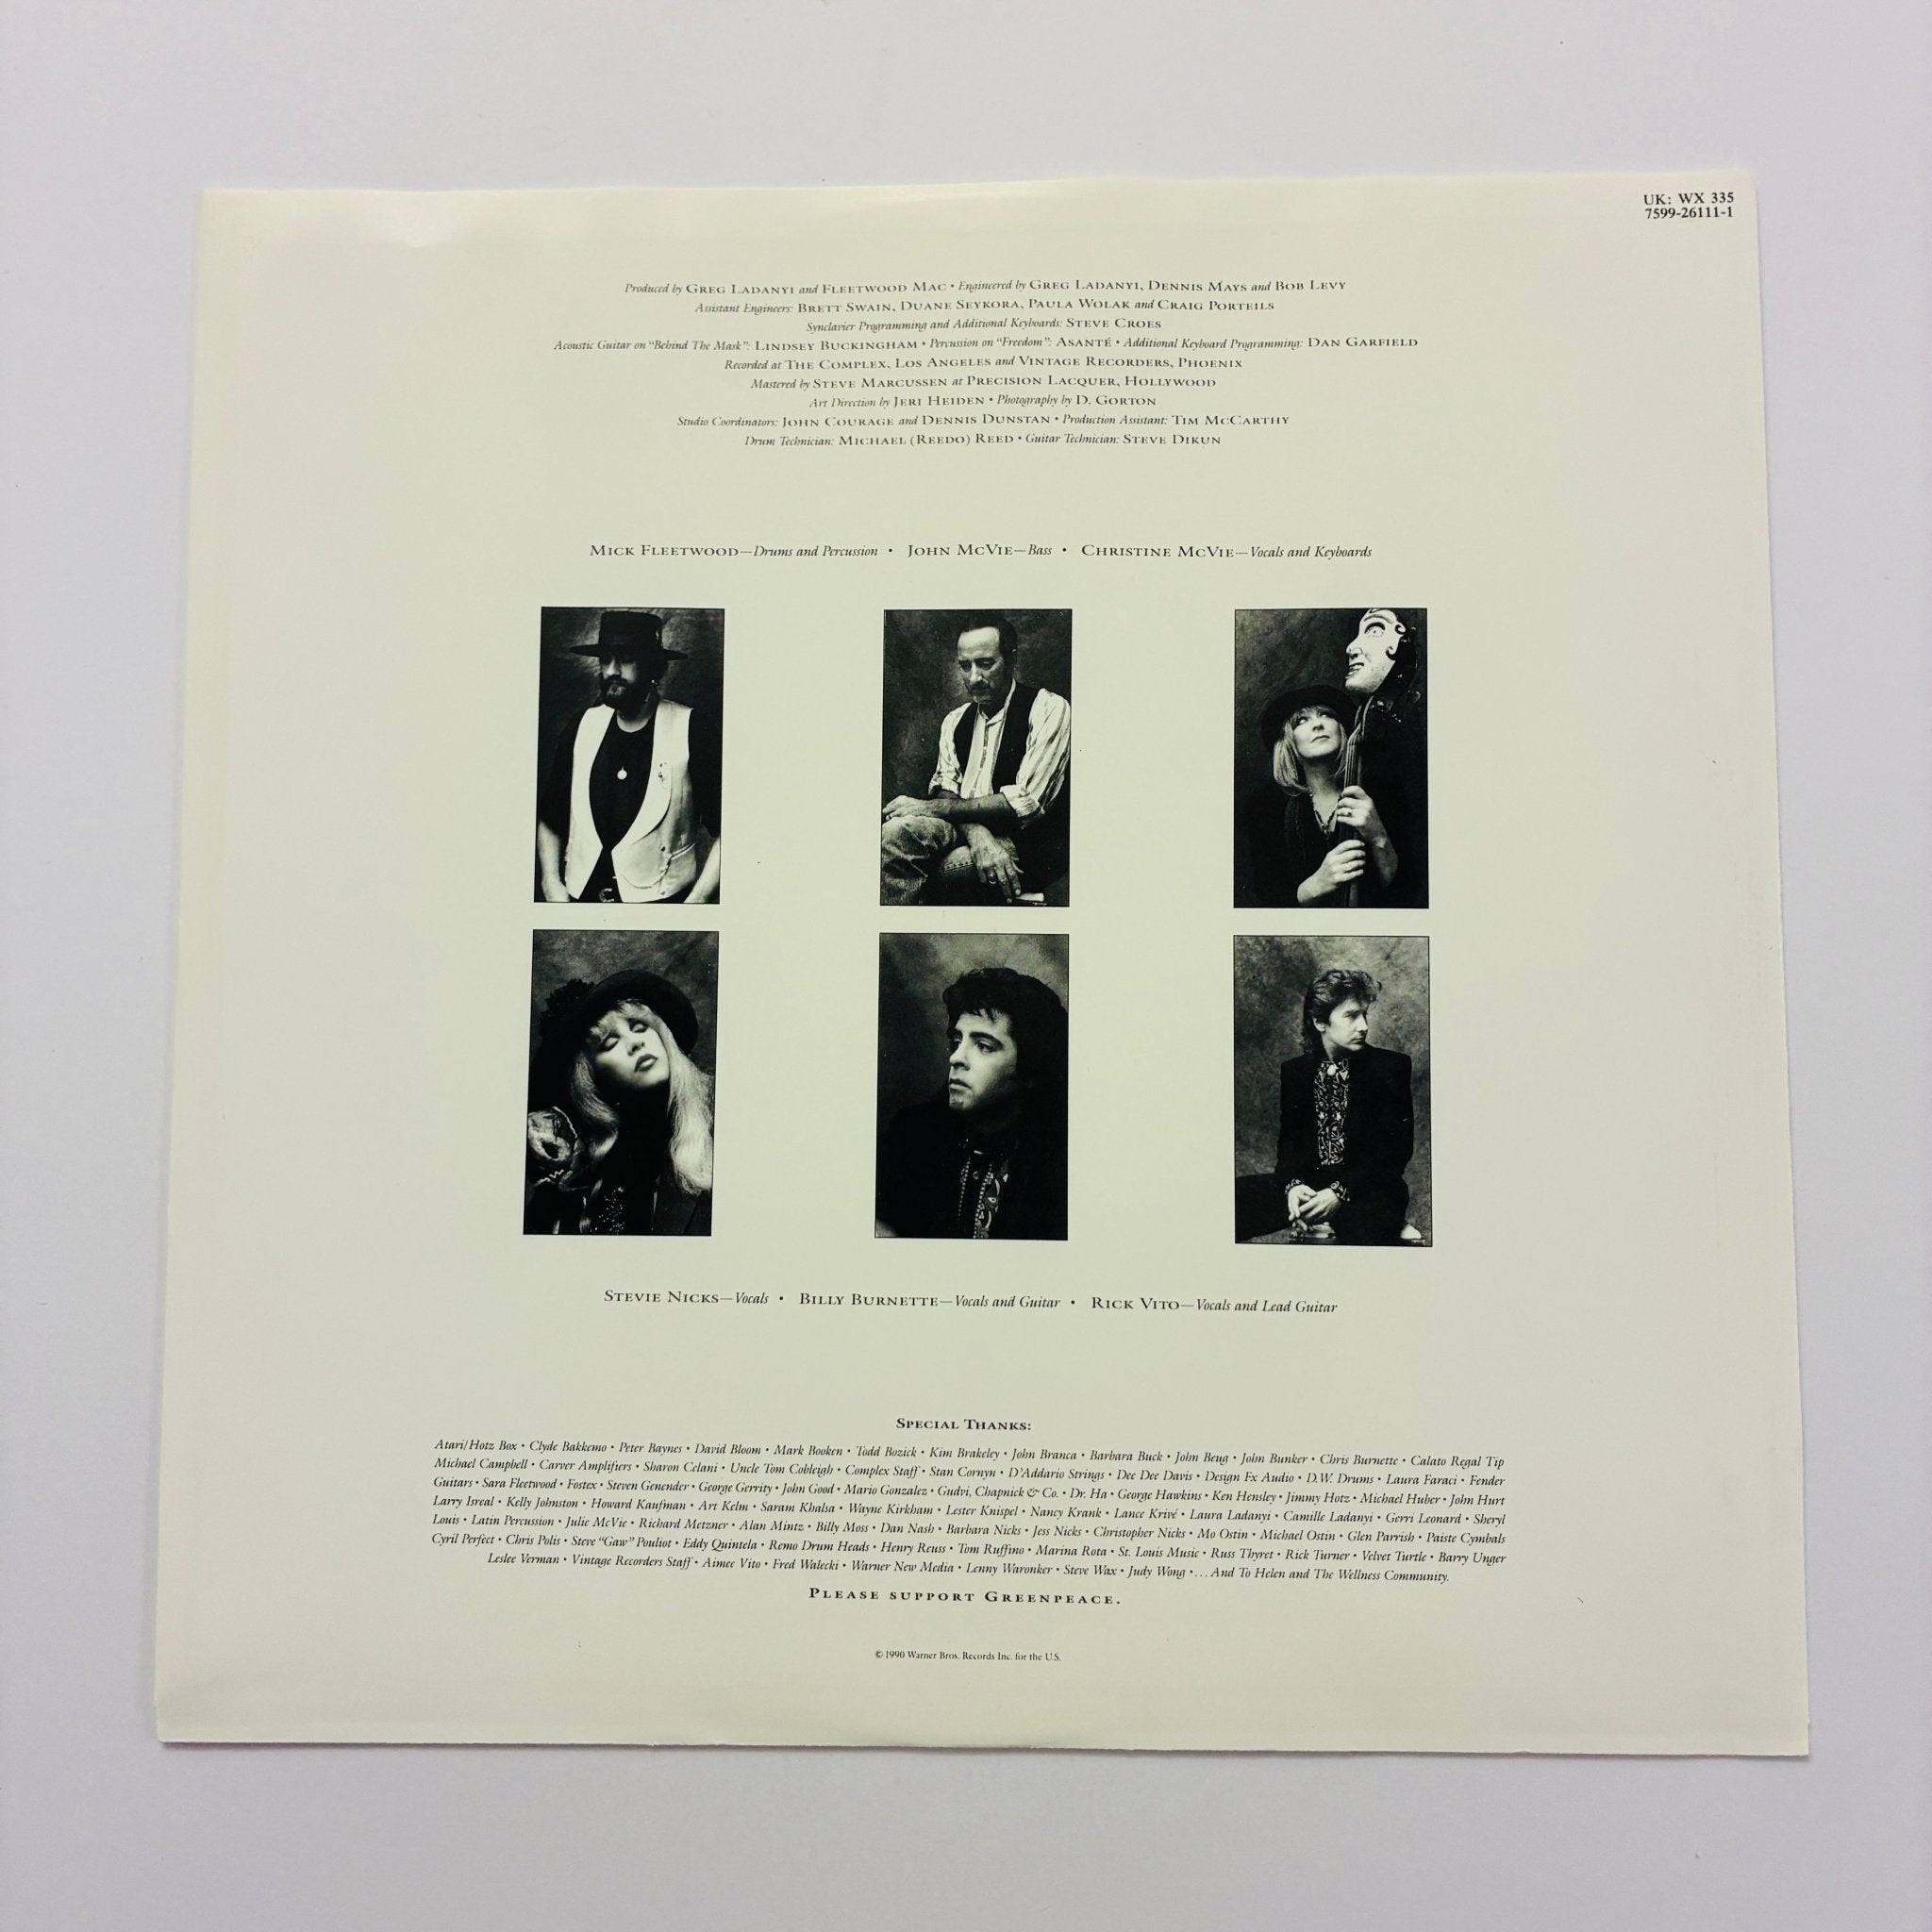 UK: WX 335
7599-26111-1
Produced by GREG LADANYI and FLEETWOOD MAC • Engineered by GREG LADANYI, DENNIS MAYS and BOB LEVY
Assistant Engineers: BRETT SWAIN, DUANE SEYKORA, PAULA WOLAK and CRAIG PORTEILS
Synclavier Programming and Additional Keyboards: STEVE CROES
Acoustic Guitar on "Behind The Mask": LINDSEY BUCKINGHAM • Percussion on "Freedom": ASANTÉ • Additional Keyboard Programming: DAN GARFIELD
Recorded at THE COMPLEX, LOS ANGELES and VINTAGE RECORDERS, PHOENIX
Mastered by STEVE MARCUSSEN at PRECISION LACQUER, HOLLYWOOD
Art Direction by JERI HEIDEN • Photography by D. GORTON
Studio Coordinators: JOHN COURAGE and DENNIS DUNSTAN • Production Assistant: TIM MCCARTHY
Drum Technician: MICHAEL (REEDO) REED • Guitar Technician: STEVE DIKUN
MICK FLEETWOOD—Drums and Percussion • JOHN MCVIE—Bass • CHRISTINE MCVIE—Vocals and Keyboards
STEVIE NICKS—Vocals • BILLY BURNETTE—Vocals and Guitar • RICK VITO—Vocals and Lead Guitar
SPECIAL THANKS:
Atari/Hotz Box • Clyde Bakkemo • Peter Baynes • David Bloom • Mark Booken • Todd Bozick • Kim Brakeley • John Branca • Barbara Buck • John Beug • John Bunker • Chris Burnette • Calato Regal Tip
Michael Campbell • Carver Amplifiers • Sharon Celani • Uncle Tom Cobleigh • Complex Staff • Stan Cornyn • D'Addario Strings • Dee Dee Davis • Design Fx Audio • D.W. Drums • Laura Faraci • Fender
Guitars • Sara Fleetwood • Fostex • Steven Genender • George Gerrity • John Good • Mario Gonzalez • Gudvi, Chapnick & Co. • Dr. Ha • George Hawkins • Ken Hensley • Jimmy Hotz • Michael Huber • John Hurt
Larry Isreal • Kelly Johnston • Howard Kaufman • Art Kelm • Saram Khalsa • Wayne Kirkham • Lester Knispel • Nancy Krank • Lance Krivé • Laura Ladanyi • Camille Ladanyi • Gerri Leonard • Sheryl
Louis • Latin Percussion • Julie McVie • Richard Metzner • Alan Mintz • Billy Moss • Dan Nash • Barbara Nicks • Jess Nicks • Christopher Nicks • Mo Ostin • Michael Ostin • Glen Parrish • Paiste Cymbals
Cyril Perfect • Chris Polis • Steve "Gaw" Pouliot • Eddy Quintela • Remo Drum Heads • Henry Reuss • Tom Ruffino • Marina Rota • St. Louis Music • Russ Thyret • Rick Turner • Velvet Turtle • Barry Unger
Leslee Verman • Vintage Recorders Staff • Aimee Vito • Fred Walecki • Warner New Media • Lenny Waronker • Steve Wax • Judy Wong •...And To Helen and The Wellness Community.
PLEASE SUPPORT GREENPEACE.
© 1990 Warner Bros. Records Inc. for the U.S.